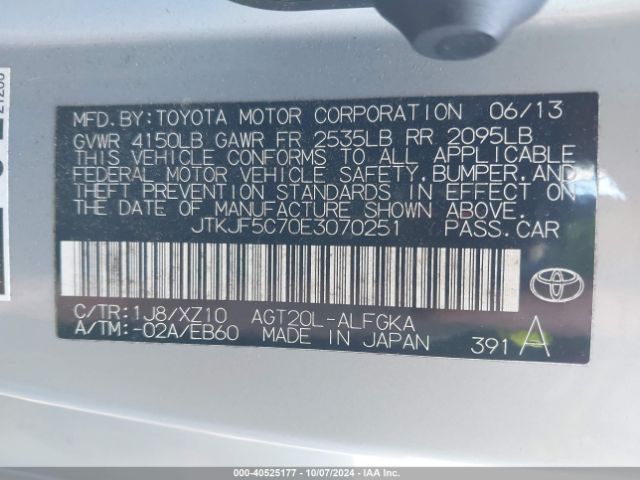 MFD.BY:TOYOTA MOTOR CORPORATION 06/13
GVWR 4150LB GAWR FR 2535LB RR 2095LB
THIS VEHICLE CONFORMS TO ALL APPLICABLE
FEDERAL MOTOR VEHICLE SAFETY,BUMPER,AND
THEFT PREVENTION STANDARDS IN EFFECT ON
THE DATE OF MANUFACTURE SHOWN ABOVE.
JTKJF5C70E3070251 PASS.CAR
C/TR:1J8/XZ10 AGT20L-ALFGKA
A/TM:-02A/EB60 MADE IN JAPAN 391 A
TOYOTA
000-40525177 - 10/07/2024 - IAA Inc.